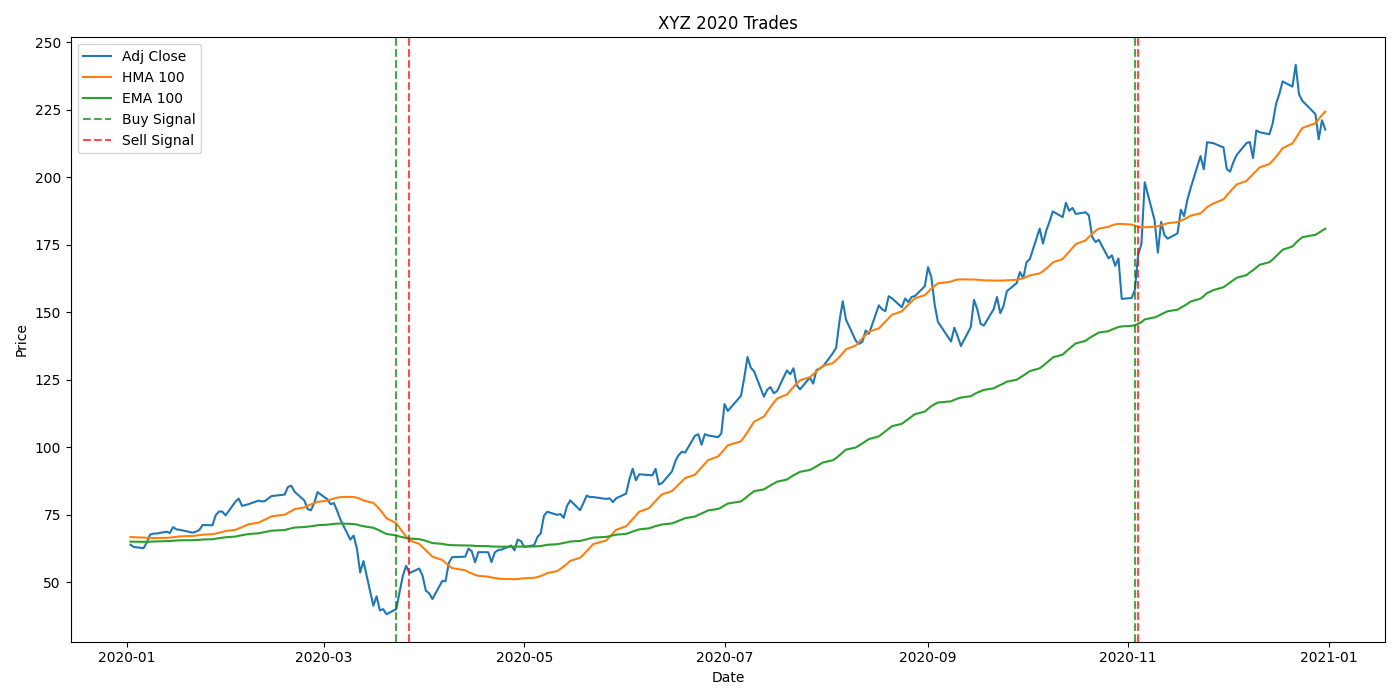 XYZ 2020 Trades
Adj Close
HMA 100
EMA 100
Buy Signal
Sell Signal
250
225
200
175
150
125
100
75
50
Price
2020-01 2020-03 2020-05 2020-07 2020-09 2020-11 2021-01
Date